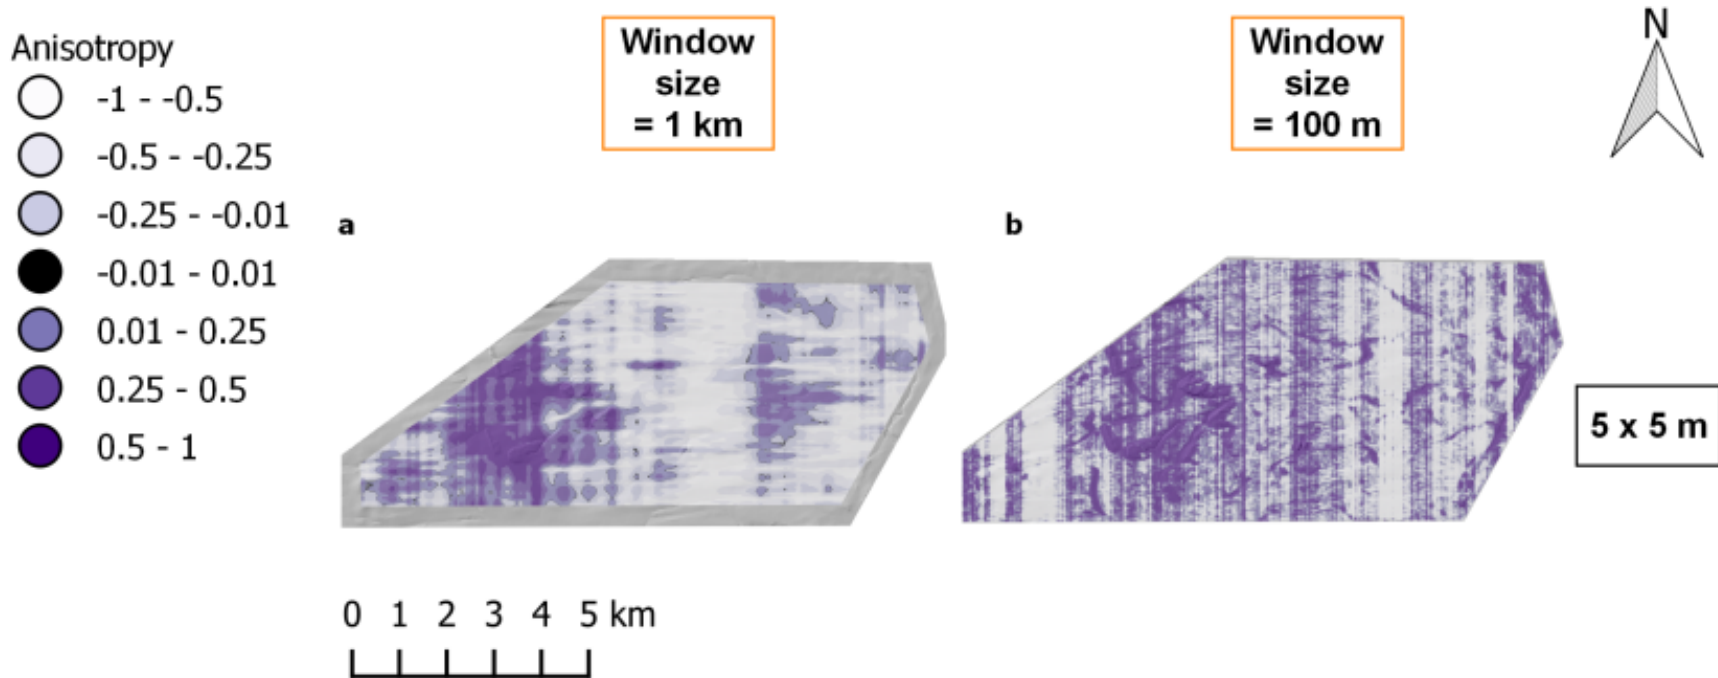 Anisotropy
-1 - -0.5
-0.5 - -0.25
-0.25 - -0.01
-0.01 - 0.01
0.01 - 0.25
0.25 - 0.5
0.5 - 1
Window
size
= 1 km
Window
size
= 100 m
N
a
b
5 x 5 m
0 1 2 3 4 5 km